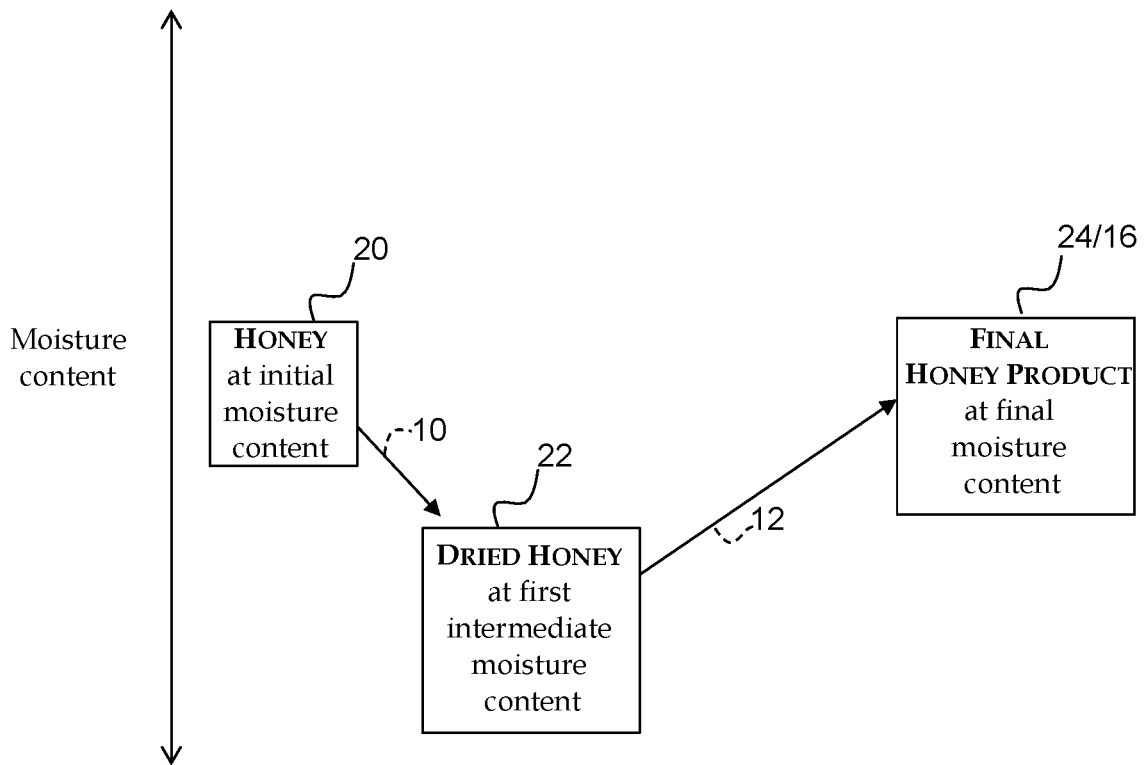 24/16
20
Moisture
content
HONEY
at initial
moisture
content
FINAL
HONEY PRODUCT
at final
moisture
content
10
22
12
DRIED HONEY
at first
intermediate
moisture
content